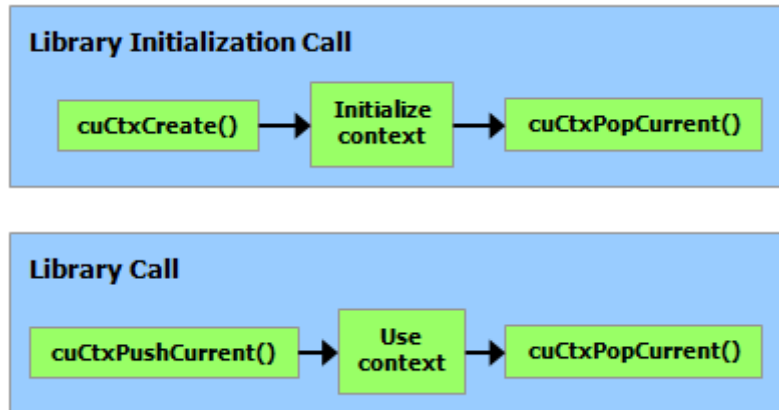 Library Initialization Call
cuCtxCreate()
Initialize
context
cuCtxPopCurrent()
Library Call
cuCtxPushCurrent()
Use
context
cuCtxPopCurrent()